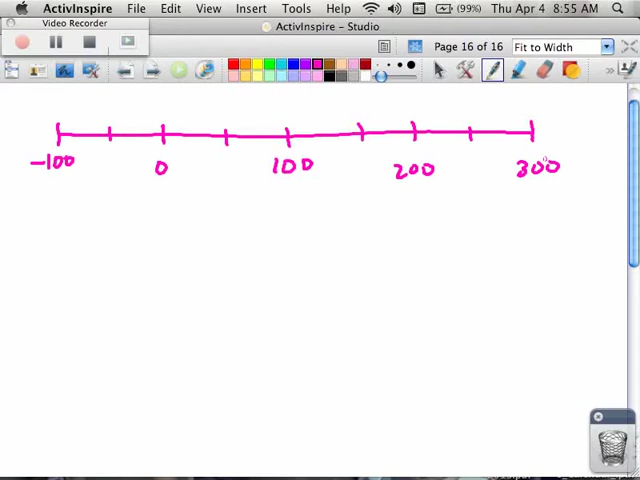 ActivInspire File Edit View Insert Tools Help (99%) Thu Apr 4 8:55 AM
Video Recorder
ActivInspire – Studio
Page 16 of 16 Fit to Width
-100 0 100 200 300